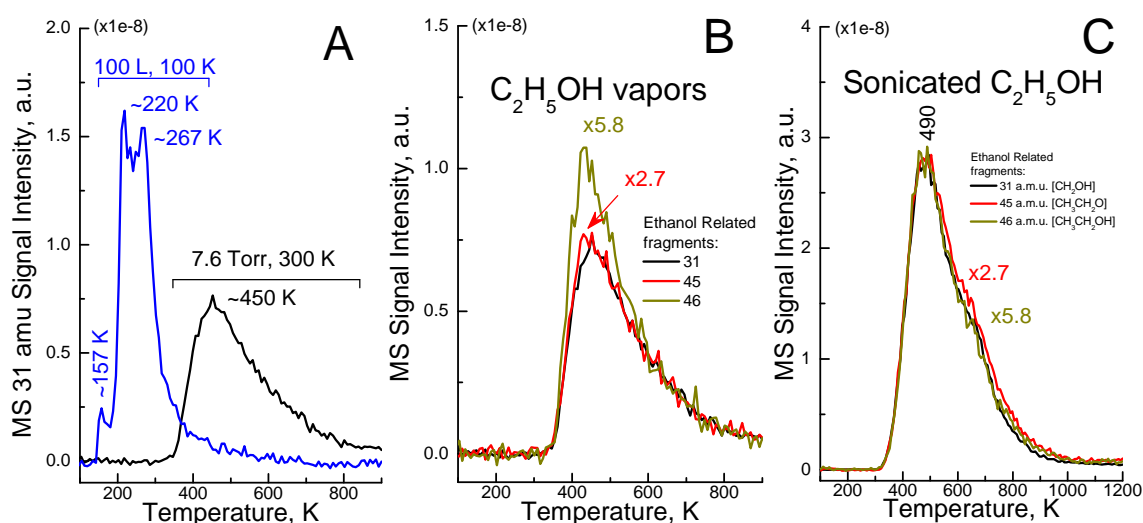 (x1e-8)
A
2.0
1.5
1.0
0.5
0.0
MS 31 amu Signal Intensity, a.u.
100 L, 100 K
~220 K
~267 K
~157 K
7.6 Torr, 300 K
~450 K
200 400 600 800
Temperature, K
(x1e-8)
B
1.5
1.0
0.5
0.0
MS Signal Intensity, a.u.
C₂H₅OH vapors
x5.8
x2.7
Ethanol Related
fragments:
31
45
46
200 400 600 800
Temperature, K
(x1e-8)
C
4
3
2
1
0
MS Signal Intensity, a.u.
Sonicated C₂H₅OH
490
Ethanol Related
fragments:
31 a.m.u. [CH₂OH]
45 a.m.u. [CH₃CH₂O]
46 a.m.u. [CH₃CH₂OH]
x2.7
x5.8
200 400 600 800 1000 1200
Temperature, K